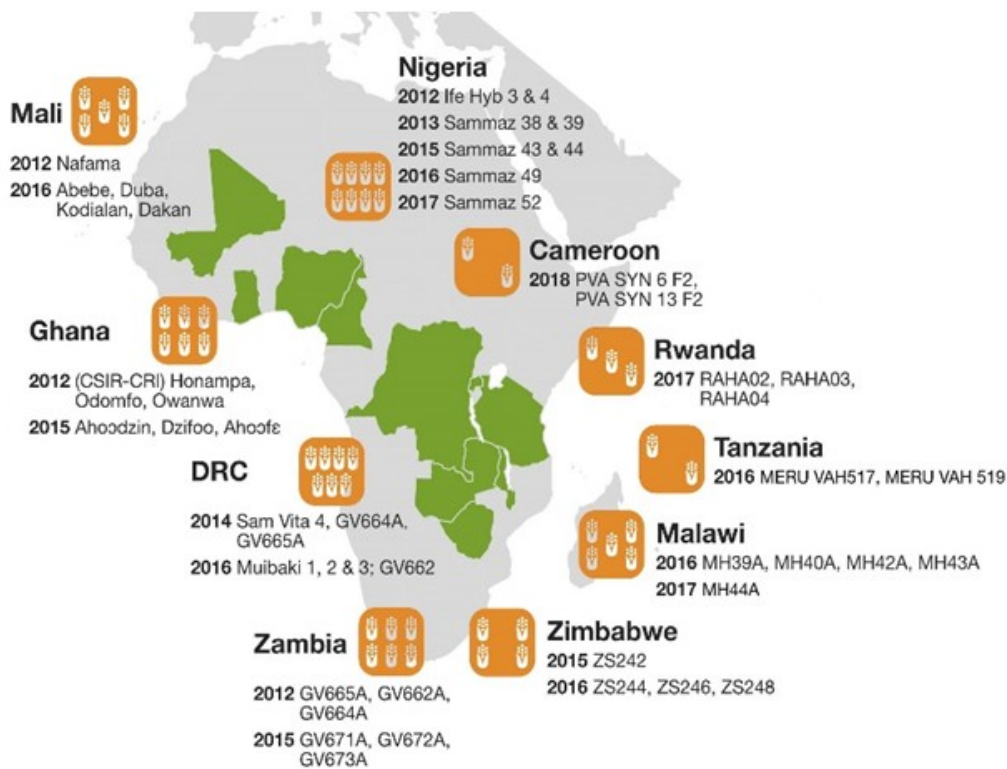 Nigeria
2012 Ife Hyb 3 & 4
2013 Sammaz 38 & 39
2015 Sammaz 43 & 44
2016 Sammaz 49
2017 Sammaz 52
Mali
2012 Nafama
2016 Abebe, Duba,
Kodialan, Dakan
Cameroon
2018 PVA SYN 6 F2,
PVA SYN 13 F2
Ghana
2012 (CSIR-CRI) Honampa,
Odomfo, Owanwa
2015 Ahoɔdzin, Dzifoo, Ahoɔfɛ
Rwanda
2017 RAHA02, RAHA03,
RAHA04
DRC
2014 Sam Vita 4, GV664A,
GV665A
2016 Muibaki 1, 2 & 3; GV662
Tanzania
2016 MERU VAH517, MERU VAH 519
Malawi
2016 MH39A, MH40A, MH42A, MH43A
2017 MH44A
Zambia
2012 GV665A, GV662A,
GV664A
2015 GV671A, GV672A,
GV673A
Zimbabwe
2015 ZS242
2016 ZS244, ZS246, ZS248